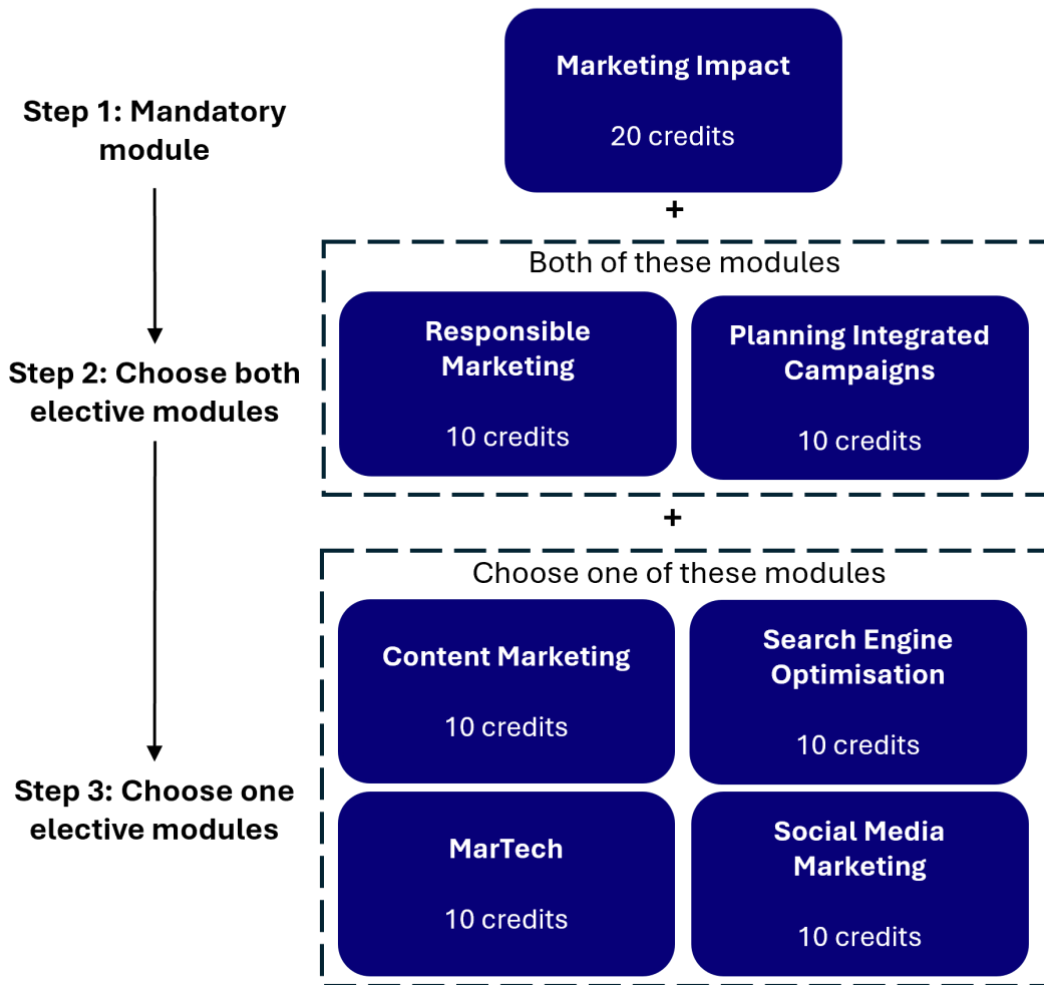 Marketing Impact
20 credits
Step 1: Mandatory
module
+
Both of these modules
Responsible
Marketing
10 credits
Planning Integrated
Campaigns
10 credits
Step 2: Choose both
elective modules
+
Choose one of these modules
Content Marketing
10 credits
Search Engine
Optimisation
10 credits
Step 3: Choose one
elective modules
MarTech
10 credits
Social Media
Marketing
10 credits